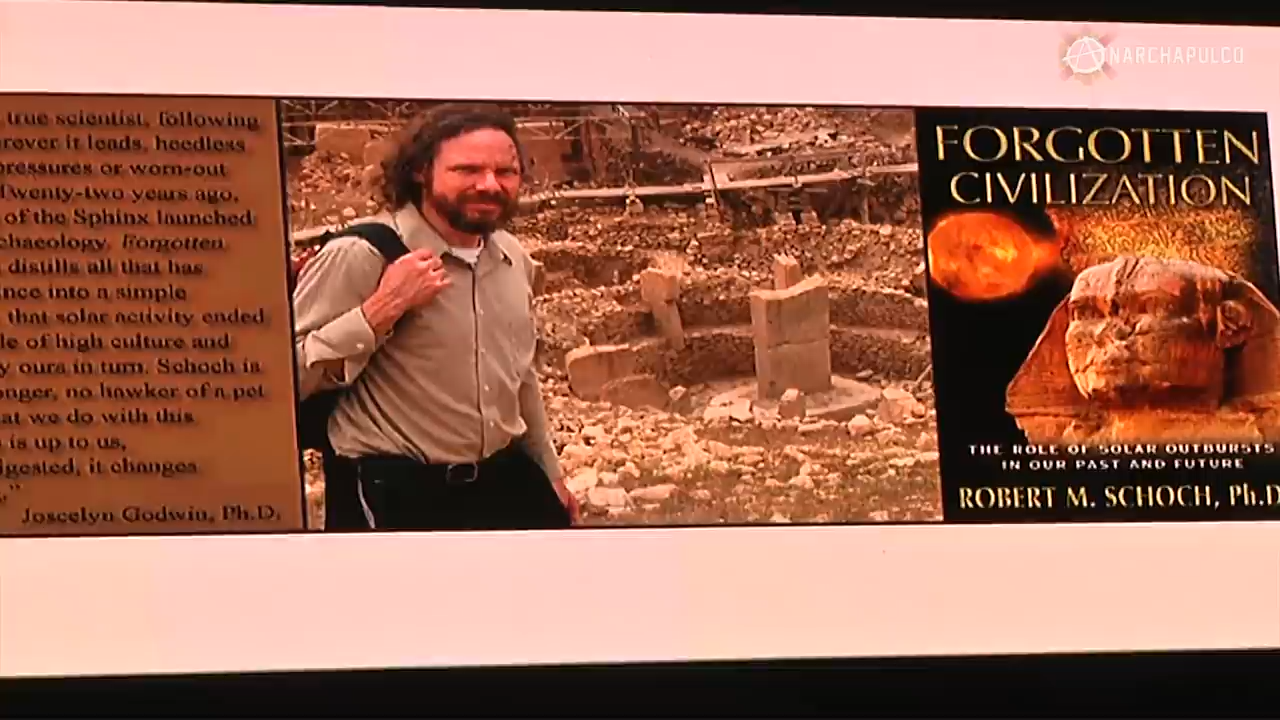 NARCHAPULCO
true scientist, following
rever it leads, heedless
pressures or worn-out
Twenty-two years ago,
of the Sphinx launched
chaeology. Forgotten
distills all that has
nce into a simple
that solar activity ended
le of high culture and
y ours in turn. Schoch is
onger, no hawker of a pet
at we do with this
is up to us,
igested, it changes
."
Joscelyn Godwin, Ph.D.
FORGOTTEN
CIVILIZATION
THE ROLE OF SOLAR OUTBURSTS
IN OUR PAST AND FUTURE
ROBERT M. SCHOCH, Ph.D